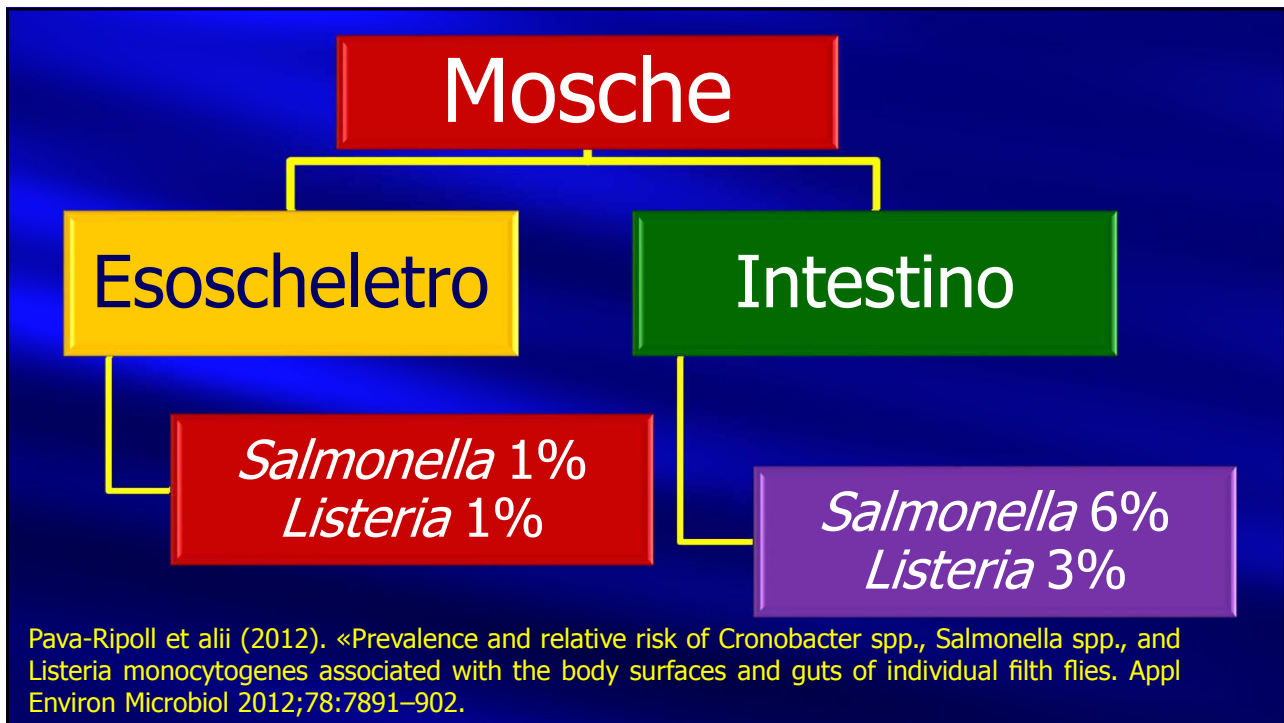 Mosche
Esoscheletro
Intestino
Salmonella 1%
Listeria 1%
Salmonella 6%
Listeria 3%
Pava-Ripoll et alii (2012). «Prevalence and relative risk of Cronobacter spp., Salmonella spp., and
Listeria monocytogenes associated with the body surfaces and guts of individual filth flies. Appl
Environ Microbiol 2012;78:7891–902.